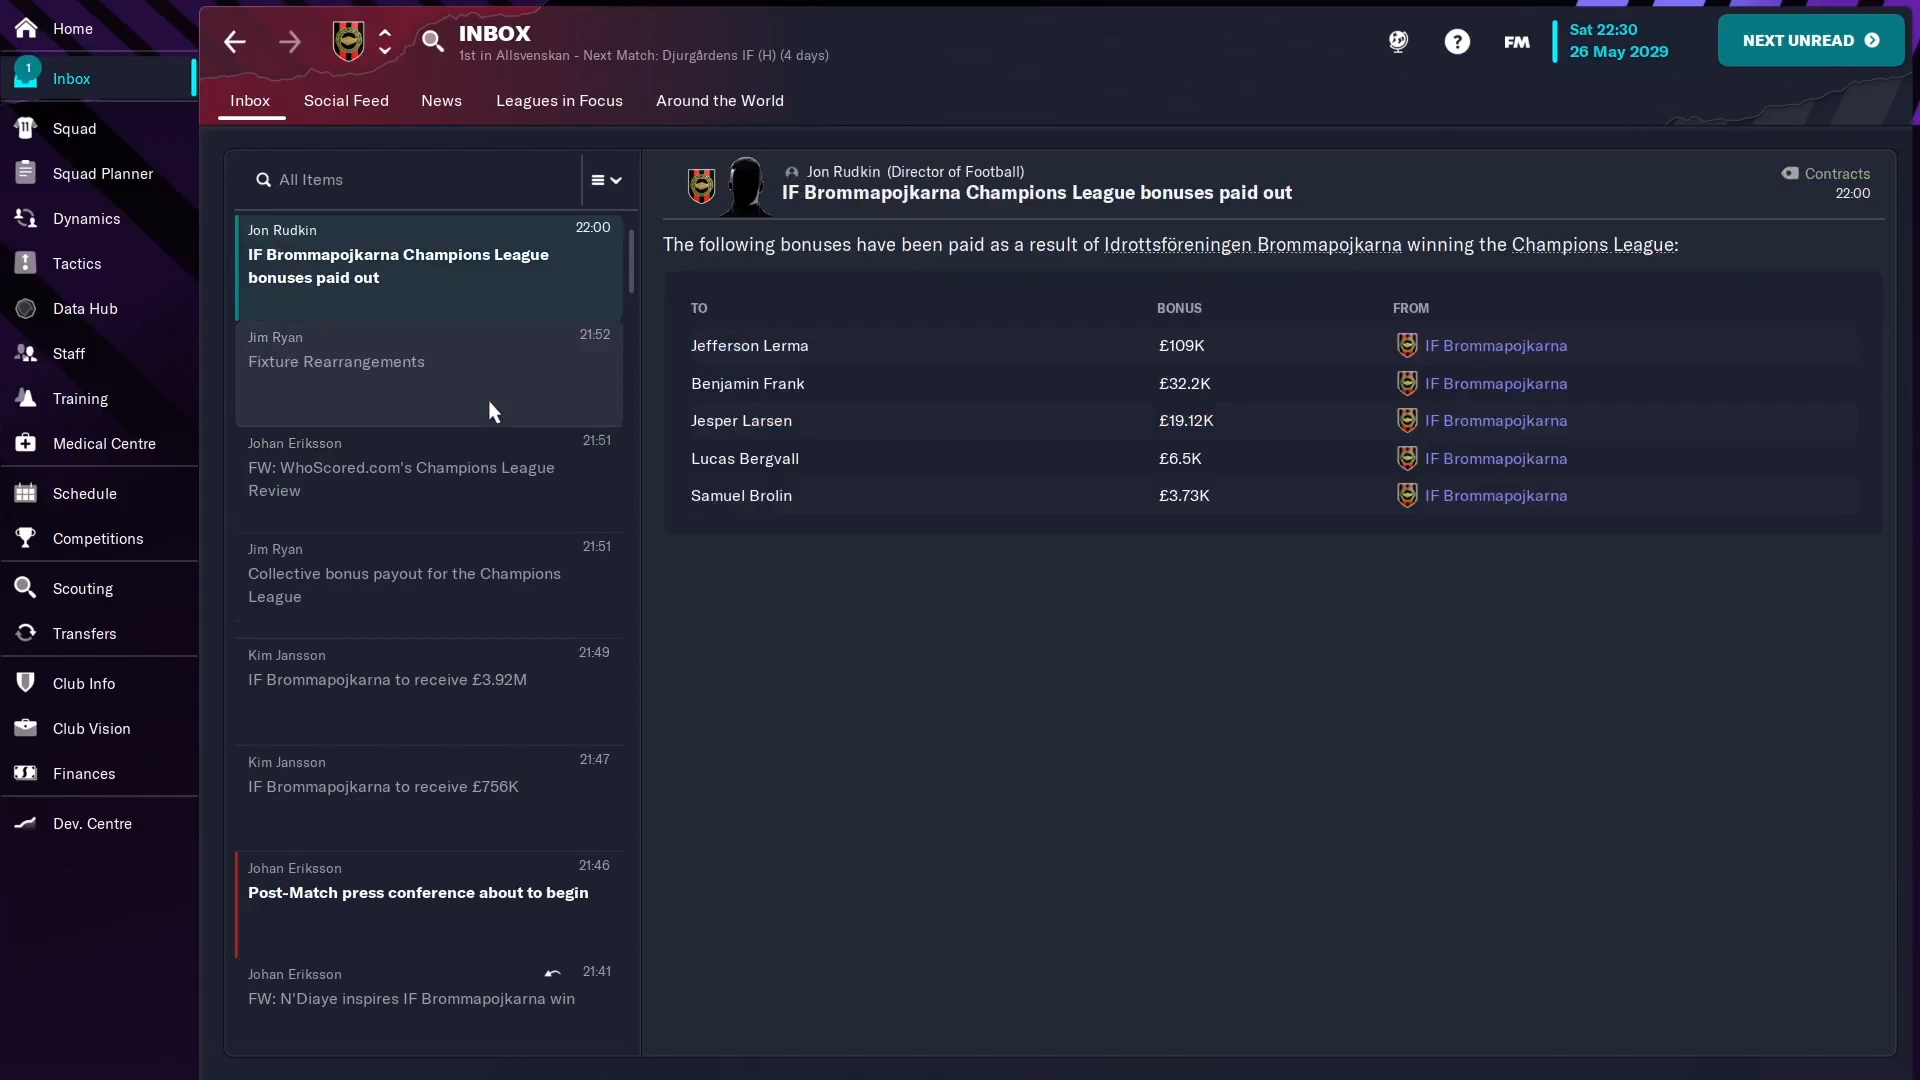 Home
1
Inbox
Squad
Squad Planner
Dynamics
Tactics
Data Hub
Staff
Training
Medical Centre
Schedule
Competitions
Scouting
Transfers
Club Info
Club Vision
Finances
Dev. Centre
INBOX
1st in Allsvenskan - Next Match: Djurgårdens IF (H) (4 days)
?
FM
Sat 22:30
26 May 2029
NEXT UNREAD
Inbox
Social Feed
News
Leagues in Focus
Around the World
All Items
Jon Rudkin 22:00
IF Brommapojkarna Champions League
bonuses paid out
Jim Ryan 21:52
Fixture Rearrangements
Johan Eriksson 21:51
FW: WhoScored.com's Champions League
Review
Jim Ryan 21:51
Collective bonus payout for the Champions
League
Kim Jansson 21:49
IF Brommapojkarna to receive £3.92M
Kim Jansson 21:47
IF Brommapojkarna to receive £756K
Johan Eriksson 21:46
Post-Match press conference about to begin
Johan Eriksson 21:41
FW: N'Diaye inspires IF Brommapojkarna win
Jon Rudkin (Director of Football)
IF Brommapojkarna Champions League bonuses paid out
Contracts
22:00
The following bonuses have been paid as a result of Idrottsföreningen Brommapojkarna winning the Champions League:
TO BONUS FROM
Jefferson Lerma £109K IF Brommapojkarna
Benjamin Frank £32.2K IF Brommapojkarna
Jesper Larsen £19.12K IF Brommapojkarna
Lucas Bergvall £6.5K IF Brommapojkarna
Samuel Brolin £3.73K IF Brommapojkarna